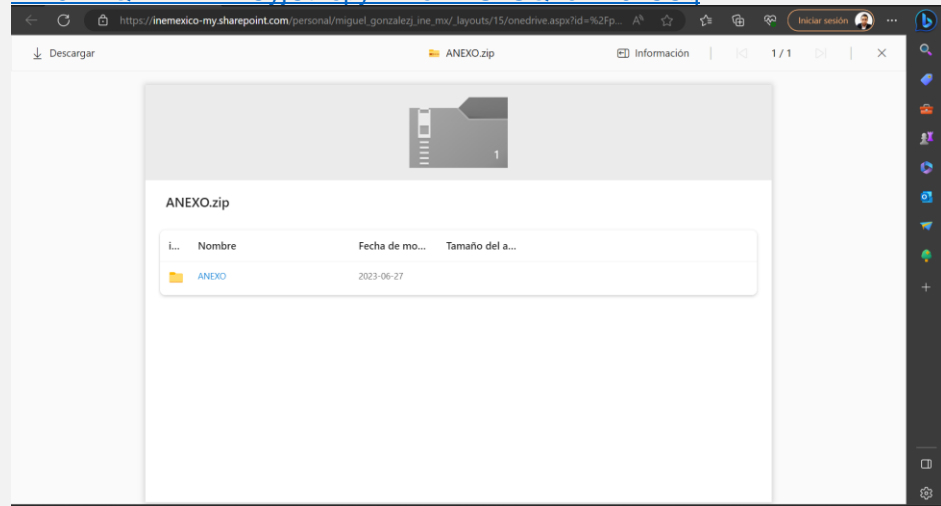 https://inemexico-my.sharepoint.com/personal/miguel_gonzalezj_ine_mx/_layouts/15/onedrive.aspx?id=%2Fp... Iniciar sesión
Descargar ANEXO.zip Información 1 / 1
1
ANEXO.zip
i... Nombre Fecha de mo... Tamaño del a...
ANEXO 2023-06-27